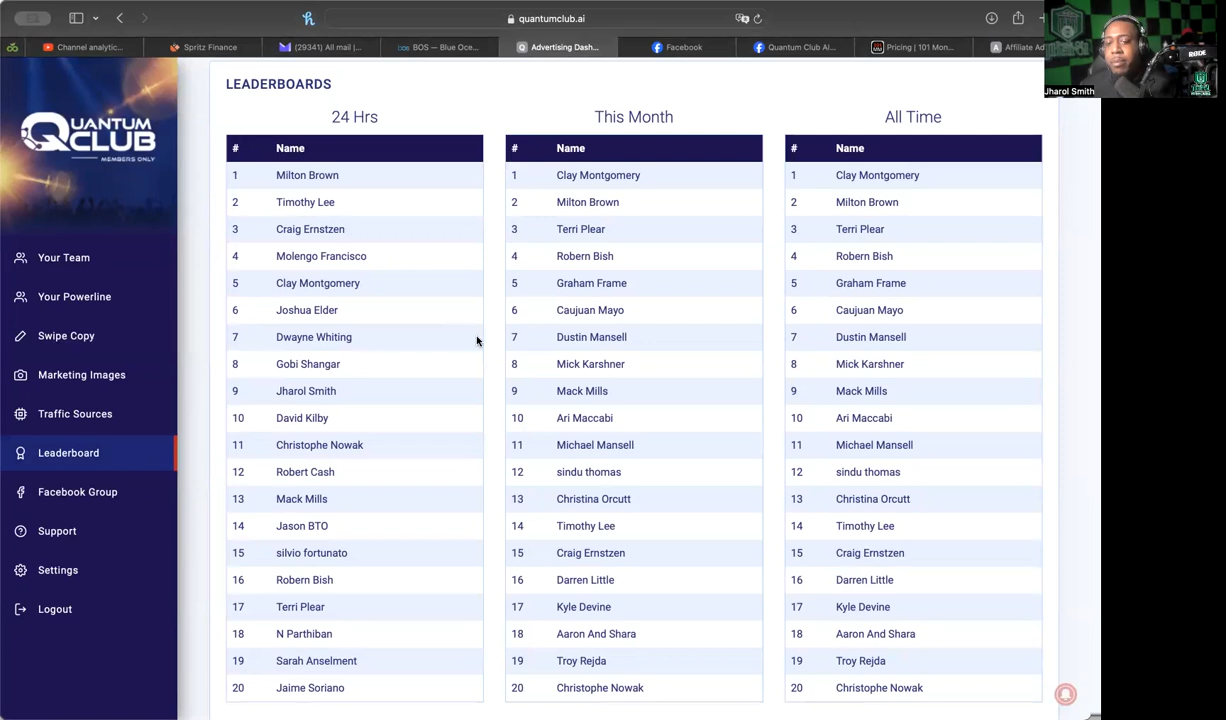 quantumclub.ai
Channel analytic...
Spritz Finance
(29341) All mail |...
BOS — Blue Oce...
Advertising Dash...
Facebook
Quantum Club AI...
Pricing | 101 Mon...
Affiliate Ad
RØDE
Jharol Smith
QUANTUM
CLUB
MEMBERS ONLY
Your Team
Your Powerline
Swipe Copy
Marketing Images
Traffic Sources
Leaderboard
Facebook Group
Support
Settings
Logout
LEADERBOARDS
24 Hrs
# Name
1 Milton Brown
2 Timothy Lee
3 Craig Ernstzen
4 Molengo Francisco
5 Clay Montgomery
6 Joshua Elder
7 Dwayne Whiting
8 Gobi Shangar
9 Jharol Smith
10 David Kilby
11 Christophe Nowak
12 Robert Cash
13 Mack Mills
14 Jason BTO
15 silvio fortunato
16 Robern Bish
17 Terri Plear
18 N Parthiban
19 Sarah Anselment
20 Jaime Soriano
This Month
# Name
1 Clay Montgomery
2 Milton Brown
3 Terri Plear
4 Robern Bish
5 Graham Frame
6 Caujuan Mayo
7 Dustin Mansell
8 Mick Karshner
9 Mack Mills
10 Ari Maccabi
11 Michael Mansell
12 sindu thomas
13 Christina Orcutt
14 Timothy Lee
15 Craig Ernstzen
16 Darren Little
17 Kyle Devine
18 Aaron And Shara
19 Troy Rejda
20 Christophe Nowak
All Time
# Name
1 Clay Montgomery
2 Milton Brown
3 Terri Plear
4 Robern Bish
5 Graham Frame
6 Caujuan Mayo
7 Dustin Mansell
8 Mick Karshner
9 Mack Mills
10 Ari Maccabi
11 Michael Mansell
12 sindu thomas
13 Christina Orcutt
14 Timothy Lee
15 Craig Ernstzen
16 Darren Little
17 Kyle Devine
18 Aaron And Shara
19 Troy Rejda
20 Christophe Nowak